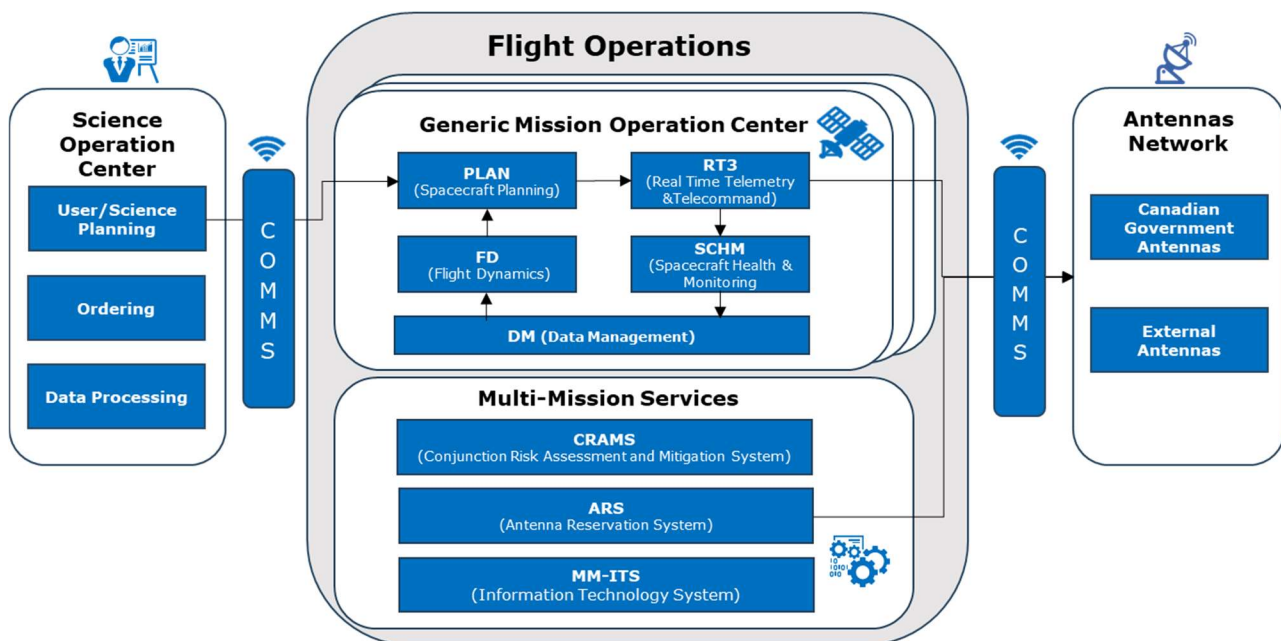 Flight Operations
Science
Operation
Center
User/Science
Planning
Ordering
Data Processing
COMMS
Generic Mission Operation Center
PLAN
(Spacecraft Planning)
RT3
(Real Time Telemetry
&Telecommand)
FD
(Flight Dynamics)
SCHM
(Spacecraft Health &
Monitoring
DM (Data Management)
Multi-Mission Services
CRAMS
(Conjunction Risk Assessment and Mitigation System)
ARS
(Antenna Reservation System)
MM-ITS
(Information Technology System)
COMMS
Antennas
Network
Canadian
Government
Antennas
External
Antennas